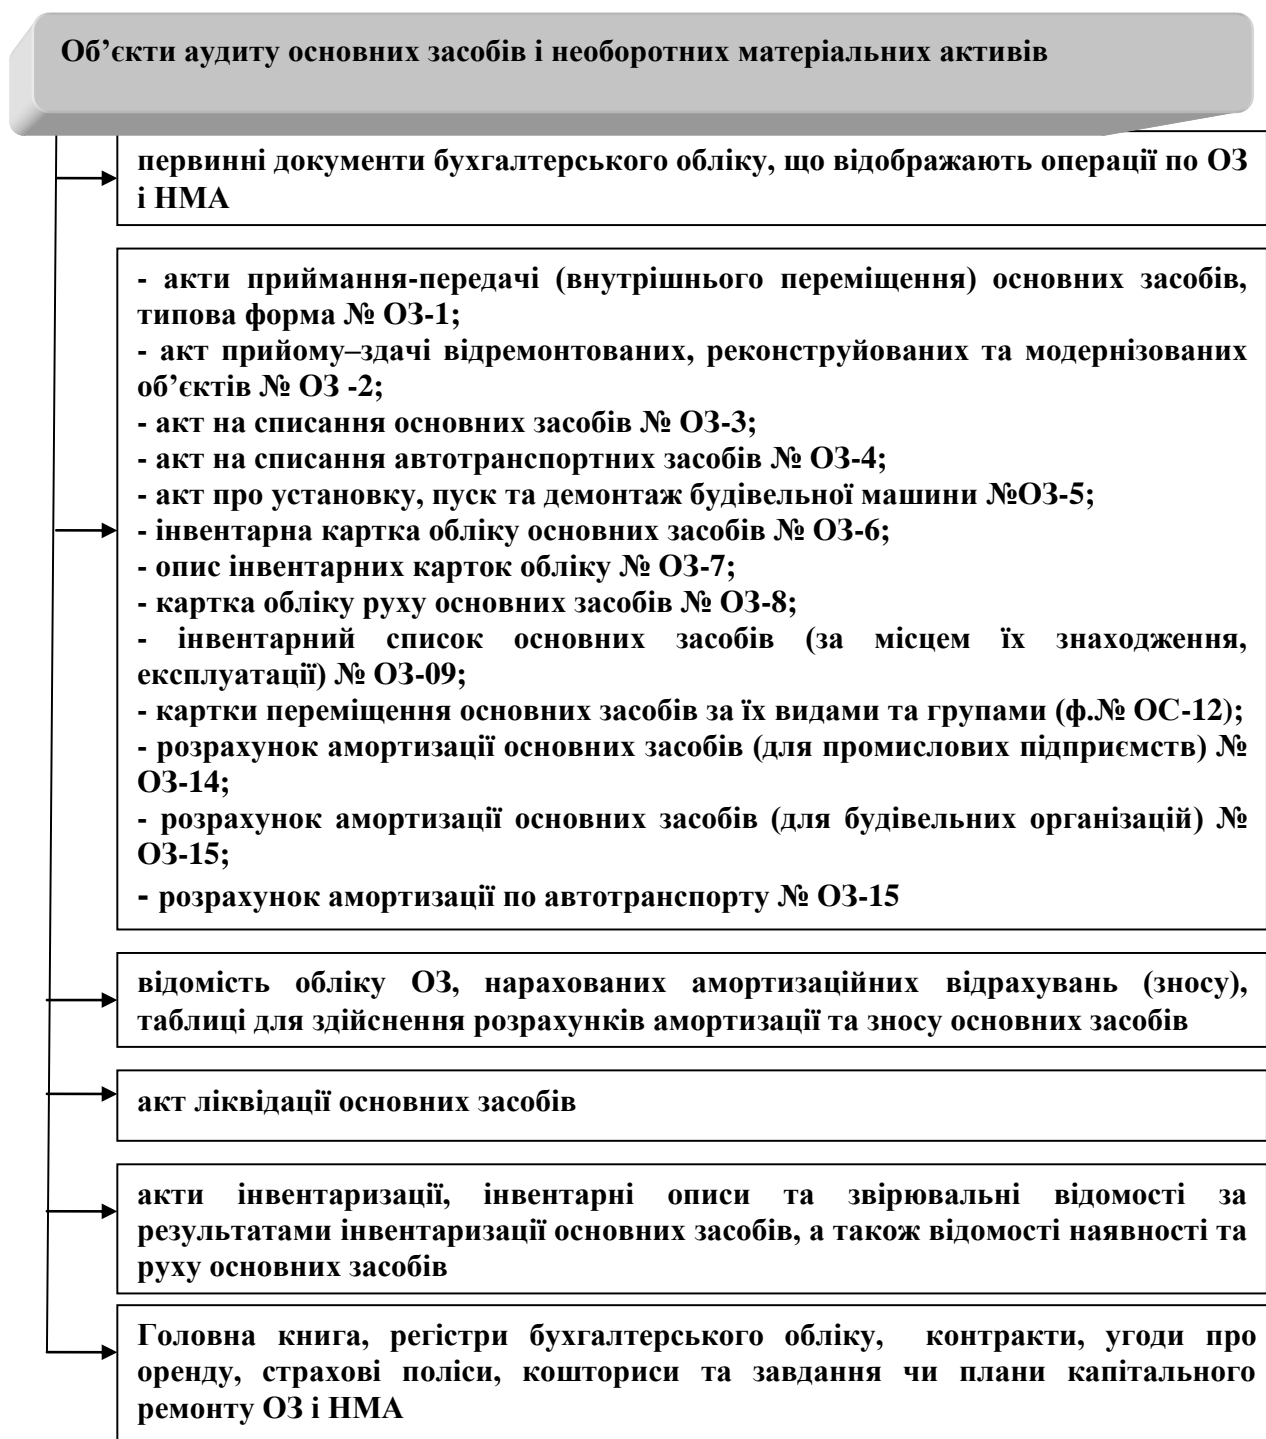 Об’єкти аудиту основних засобів і необоротних матеріальних активів
первинні документи бухгалтерського обліку, що відображають операції по ОЗ
і НМА
- акти приймання-передачі (внутрішнього переміщення) основних засобів,
типова форма № ОЗ-1;
- акт прийому–здачі відремонтованих, реконструйованих та модернізованих
об’єктів № ОЗ -2;
- акт на списання основних засобів № ОЗ-3;
- акт на списання автотранспортних засобів № ОЗ-4;
- акт про установку, пуск та демонтаж будівельної машини №ОЗ-5;
- інвентарна картка обліку основних засобів № ОЗ-6;
- опис інвентарних карток обліку № ОЗ-7;
- картка обліку руху основних засобів № ОЗ-8;
- інвентарний список основних засобів (за місцем їх знаходження,
експлуатації) № ОЗ-09;
- картки переміщення основних засобів за їх видами та групами (ф.№ ОС-12);
- розрахунок амортизації основних засобів (для промислових підприємств) №
ОЗ-14;
- розрахунок амортизації основних засобів (для будівельних організацій) №
ОЗ-15;
- розрахунок амортизації по автотранспорту № ОЗ-15
відомість обліку ОЗ, нарахованих амортизаційних відрахувань (зносу),
таблиці для здійснення розрахунків амортизації та зносу основних засобів
акт ліквідації основних засобів
акти інвентаризації, інвентарні описи та звірювальні відомості за
результатами інвентаризації основних засобів, а також відомості наявності та
руху основних засобів
Головна книга, регістри бухгалтерського обліку, контракти, угоди про
оренду, страхові поліси, кошториси та завдання чи плани капітального
ремонту ОЗ і НМА